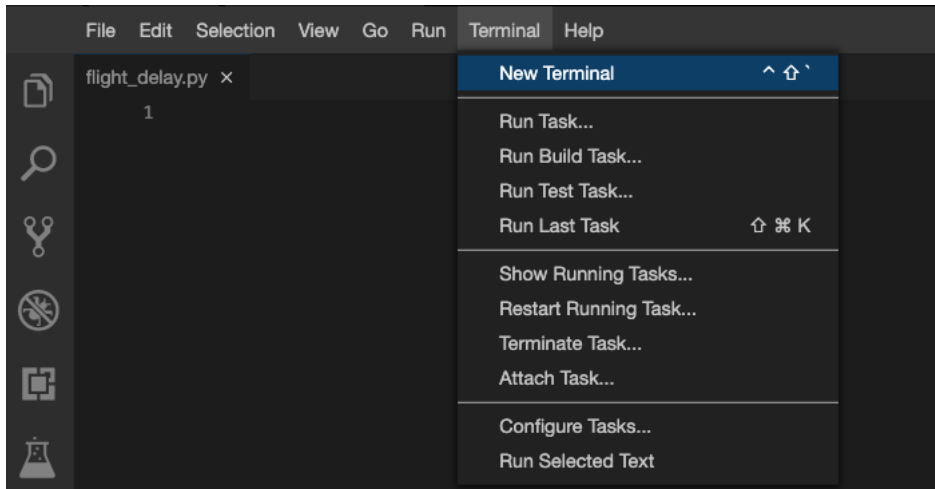 File Edit Selection View Go Run Terminal Help
flight_delay.py ×
1
New Terminal ^⇧`
Run Task...
Run Build Task...
Run Test Task...
Run Last Task ⇧⌘K
Show Running Tasks...
Restart Running Task...
Terminate Task...
Attach Task...
Configure Tasks...
Run Selected Text